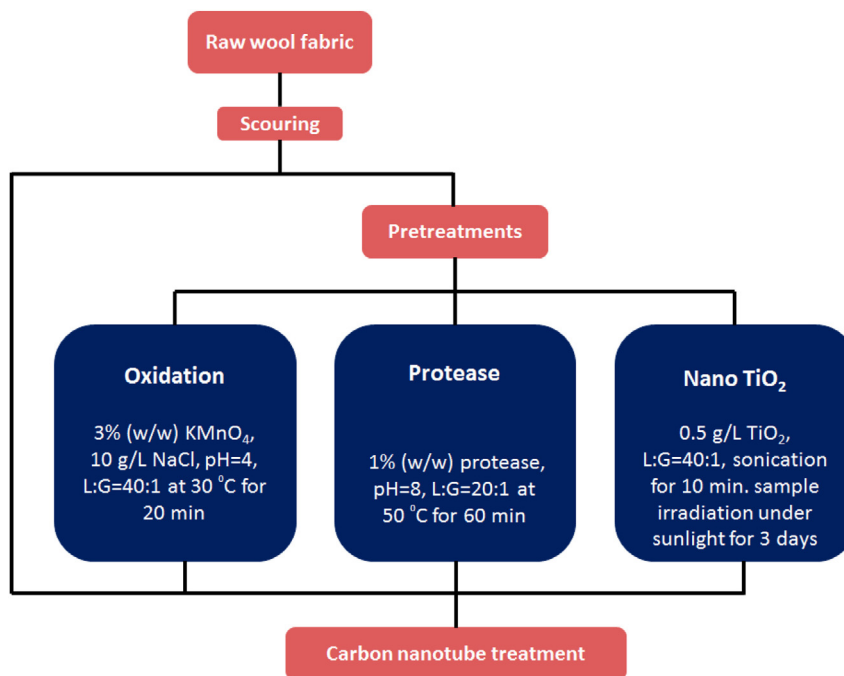 Raw wool fabric
Scouring
Pretreatments
Oxidation
3% (w/w) KMnO₄,
10 g/L NaCl, pH=4,
L:G=40:1 at 30 °C for
20 min
Protease
1% (w/w) protease,
pH=8, L:G=20:1 at
50 °C for 60 min
Nano TiO₂
0.5 g/L TiO₂,
L:G=40:1, sonication
for 10 min. sample
irradiation under
sunlight for 3 days
Carbon nanotube treatment